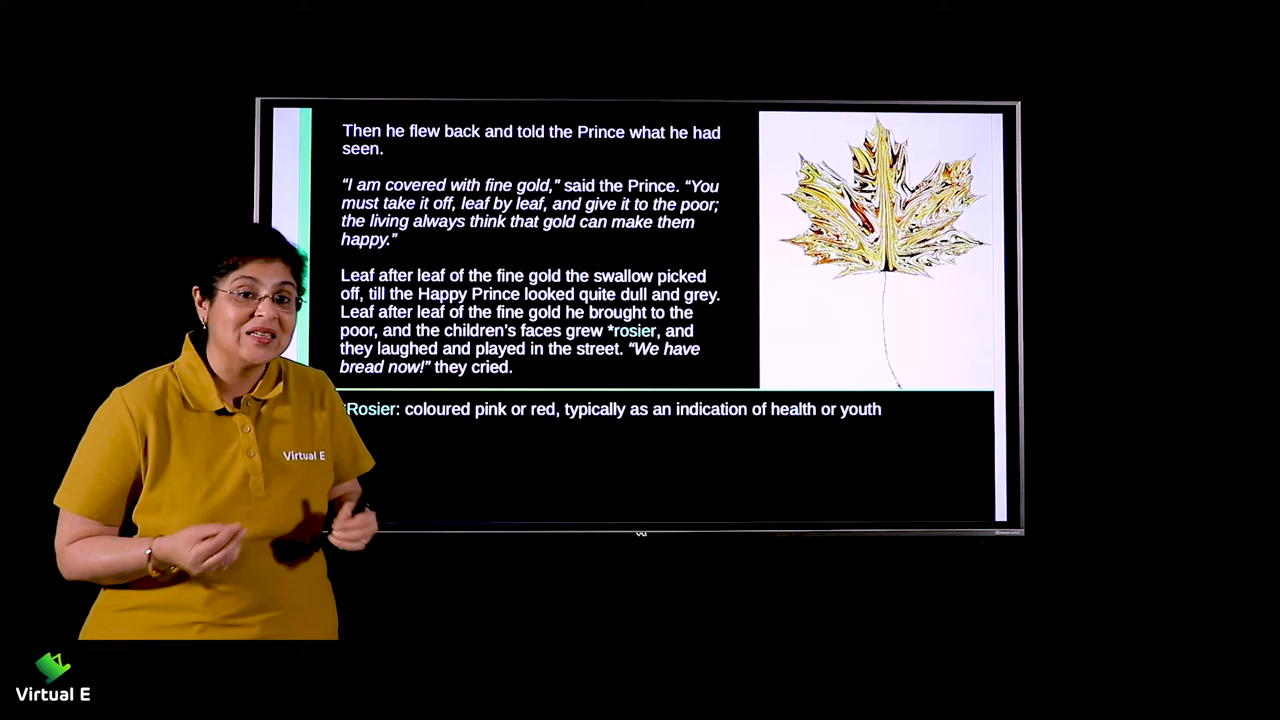 Then he flew back and told the Prince what he had
seen.
“I am covered with fine gold,” said the Prince. “You
must take it off, leaf by leaf, and give it to the poor;
the living always think that gold can make them
happy.”
Leaf after leaf of the fine gold the swallow picked
off, till the Happy Prince looked quite dull and grey.
Leaf after leaf of the fine gold he brought to the
poor, and the children’s faces grew *rosier, and
they laughed and played in the street. “We have
bread now!” they cried.
*Rosier: coloured pink or red, typically as an indication of health or youth
Virtual E
vu
Virtual E